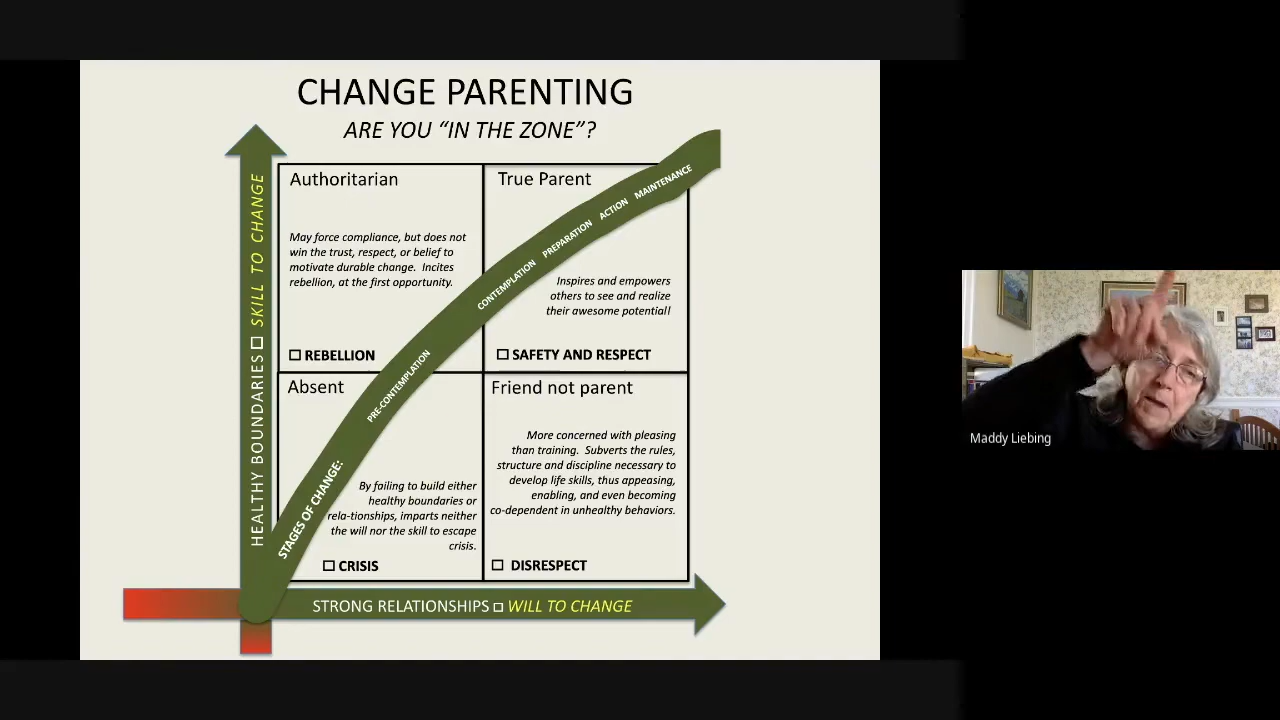 CHANGE PARENTING
ARE YOU “IN THE ZONE”?
HEALTHY BOUNDARIES □ SKILL TO CHANGE
Authoritarian
May force compliance, but does not
win the trust, respect, or belief to
motivate durable change. Incites
rebellion, at the first opportunity.
□ REBELLION
True Parent
Inspires and empowers
others to see and realize
their awesome potential!
□ SAFETY AND RESPECT
Absent
By failing to build either
healthy boundaries or
rela-tionships, imparts neither
the will nor the skill to escape
crisis.
□ CRISIS
Friend not parent
More concerned with pleasing
than training. Subverts the rules,
structure and discipline necessary to
develop life skills, thus appeasing,
enabling, and even becoming
co-dependent in unhealthy behaviors.
□ DISRESPECT
STAGES OF CHANGE: PRE-CONTEMPLATION CONTEMPLATION PREPARATION ACTION MAINTENANCE
STRONG RELATIONSHIPS □ WILL TO CHANGE
Maddy Liebing